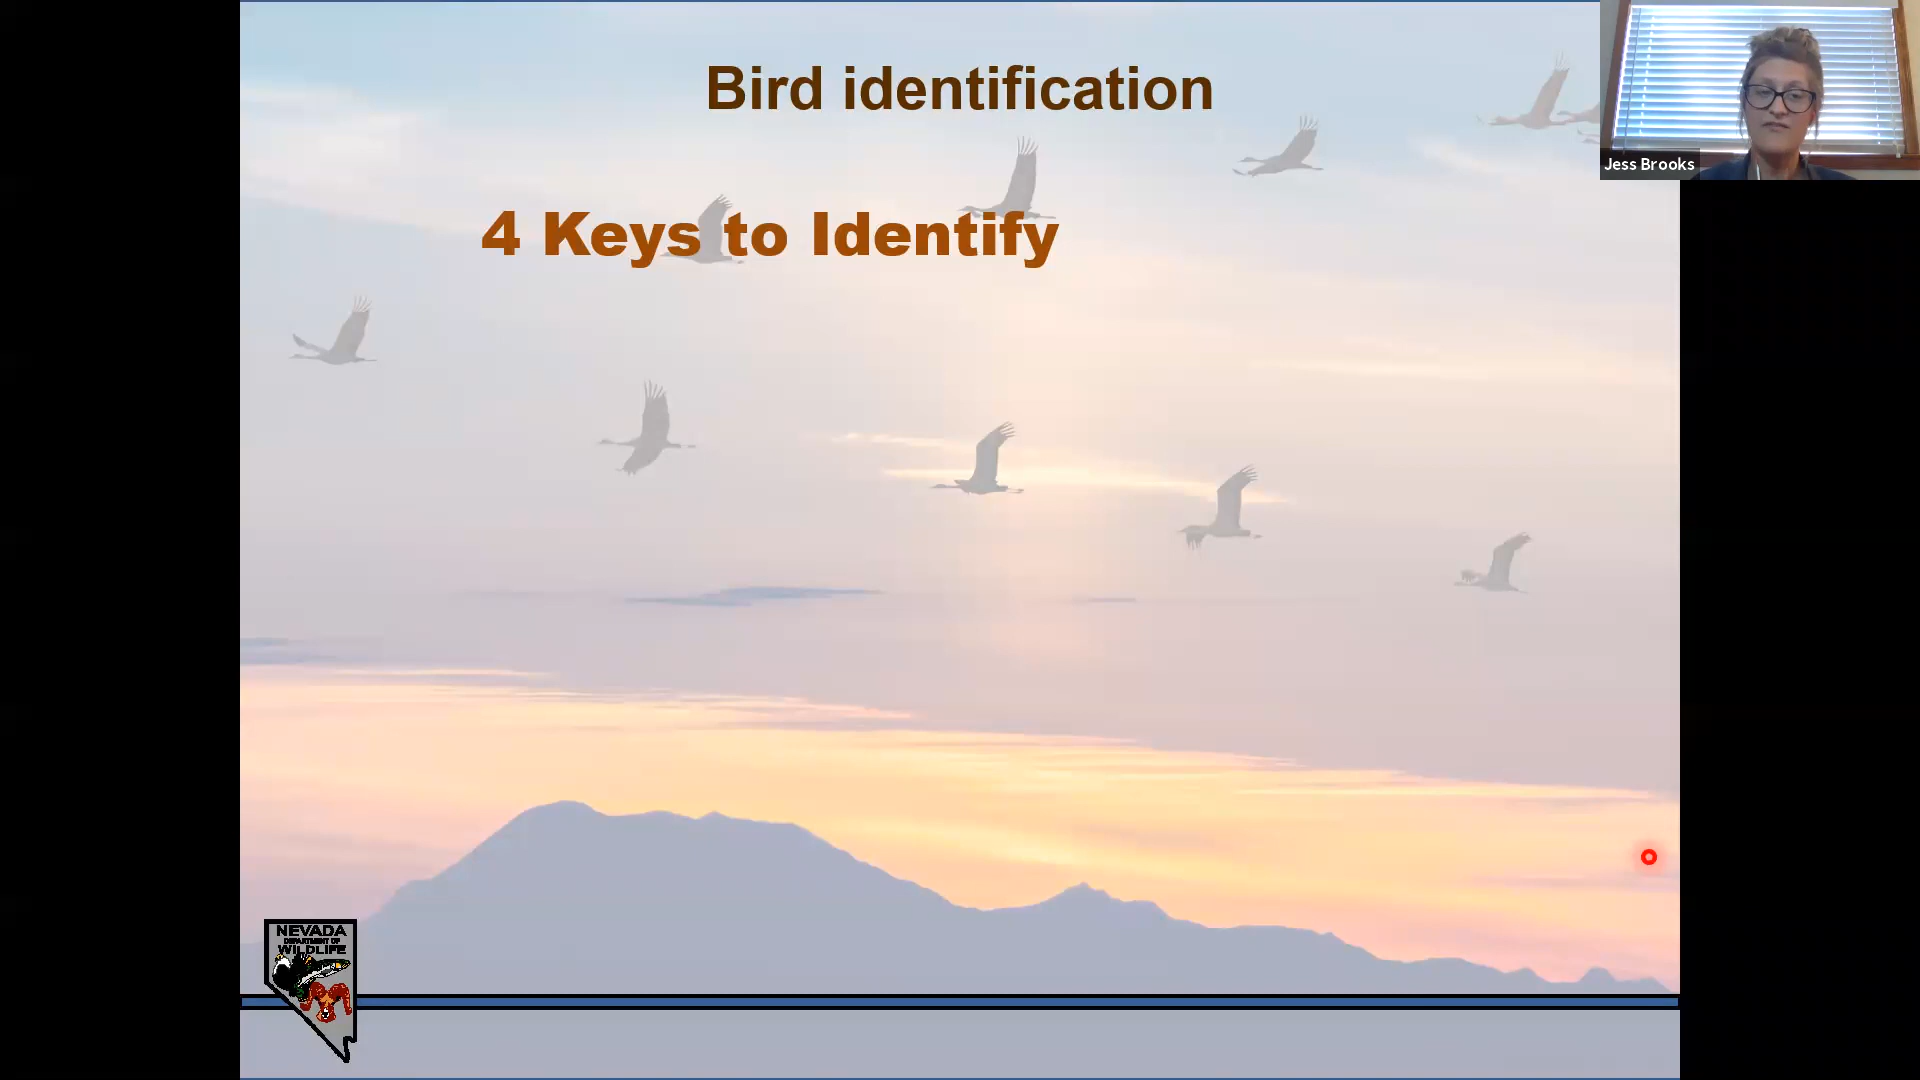 Bird identification
Jess Brooks
4 Keys to Identify
NEVADA
DEPARTMENT OF
WILDLIFE